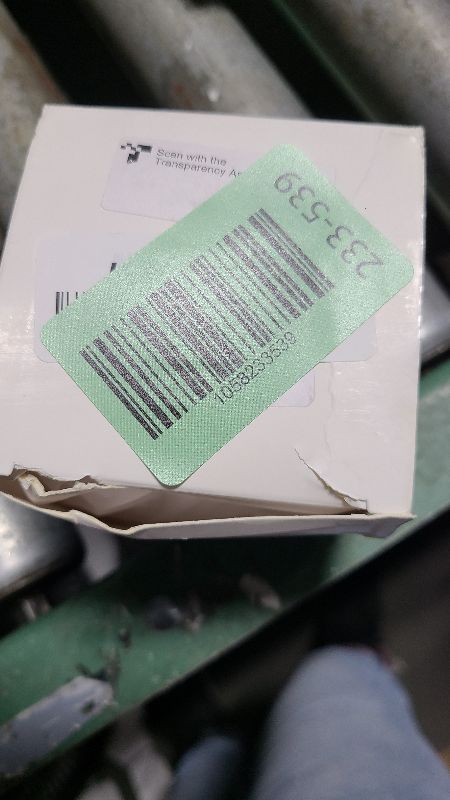 Scan with the
Transparency
233-539
1058233539